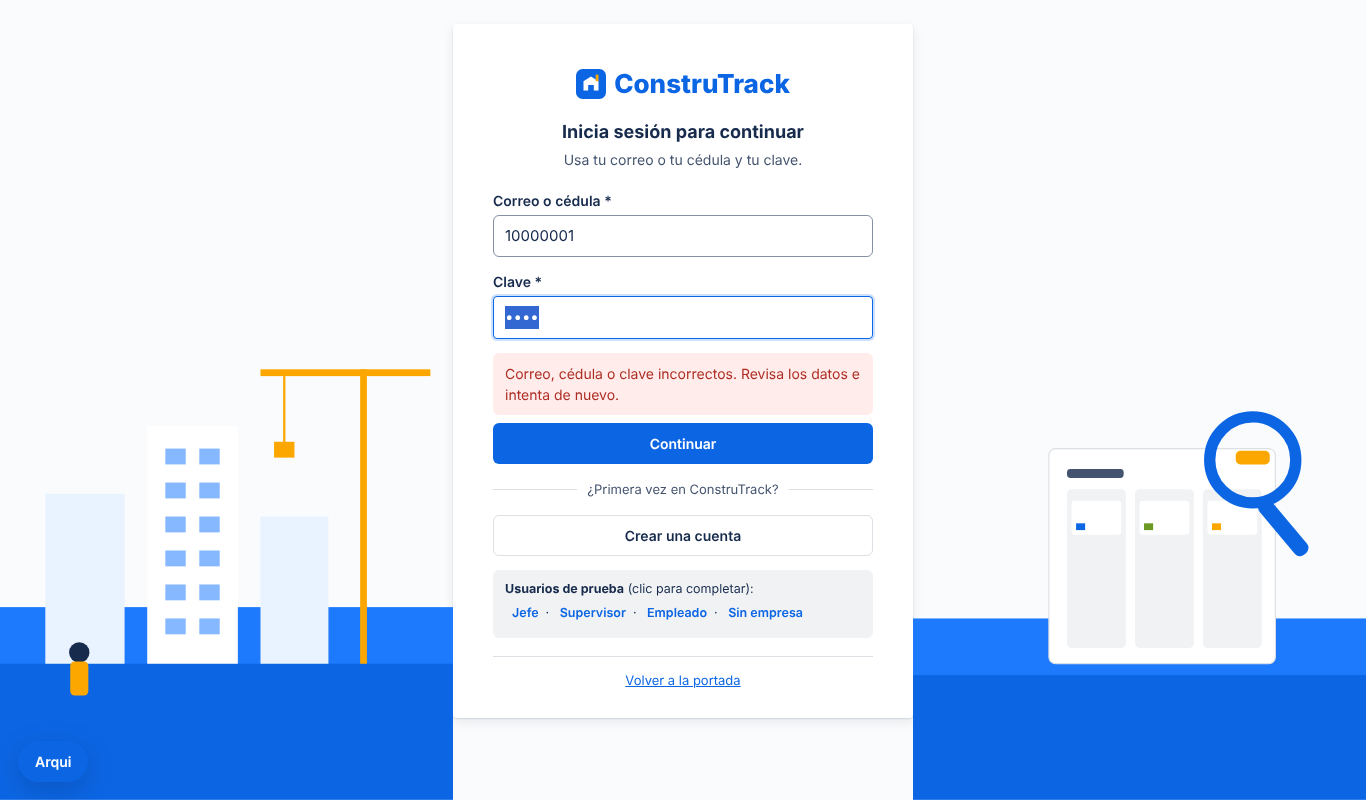 ConstruTrack
Inicia sesión para continuar
Usa tu correo o tu cédula y tu clave.
Correo o cédula *
10000001
Clave *
••••
Correo, cédula o clave incorrectos. Revisa los datos e
intenta de nuevo.
Continuar
¿Primera vez en ConstruTrack?
Crear una cuenta
Usuarios de prueba (clic para completar):
Jefe · Supervisor · Empleado · Sin empresa
Volver a la portada
Arqui